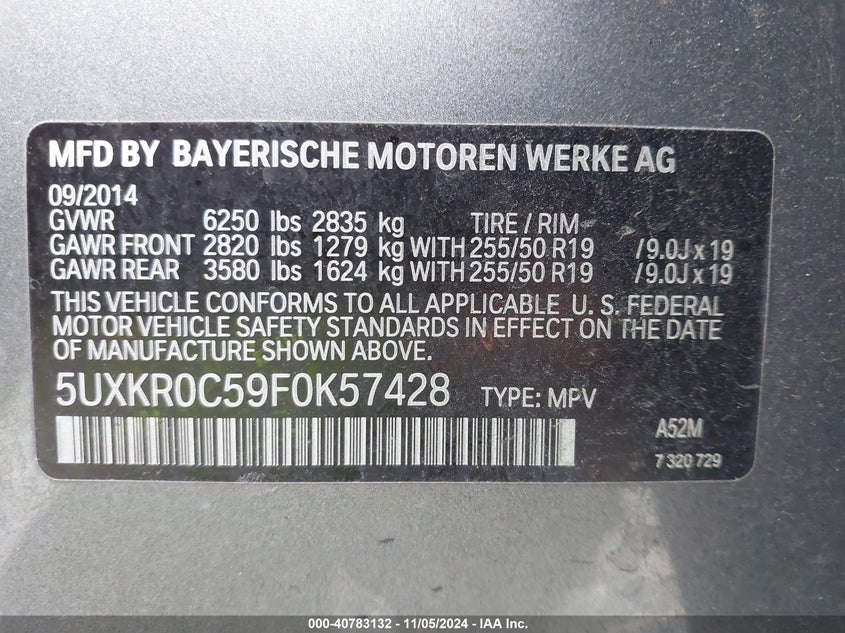 MFD BY BAYERISCHE MOTOREN WERKE AG
09/2014
GVWR 6250 lbs 2835 kg TIRE / RIM
GAWR FRONT 2820 lbs 1279 kg WITH 255/50 R19 /9.0J x 19
GAWR REAR 3580 lbs 1624 kg WITH 255/50 R19 /9.0J x 19
THIS VEHICLE CONFORMS TO ALL APPLICABLE U. S. FEDERAL
MOTOR VEHICLE SAFETY STANDARDS IN EFFECT ON THE DATE
OF MANUFACTURE SHOWN ABOVE.
5UXKR0C59F0K57428 TYPE: MPV
A52M
7 320 729
000-40783132 - 11/05/2024 - IAA Inc.